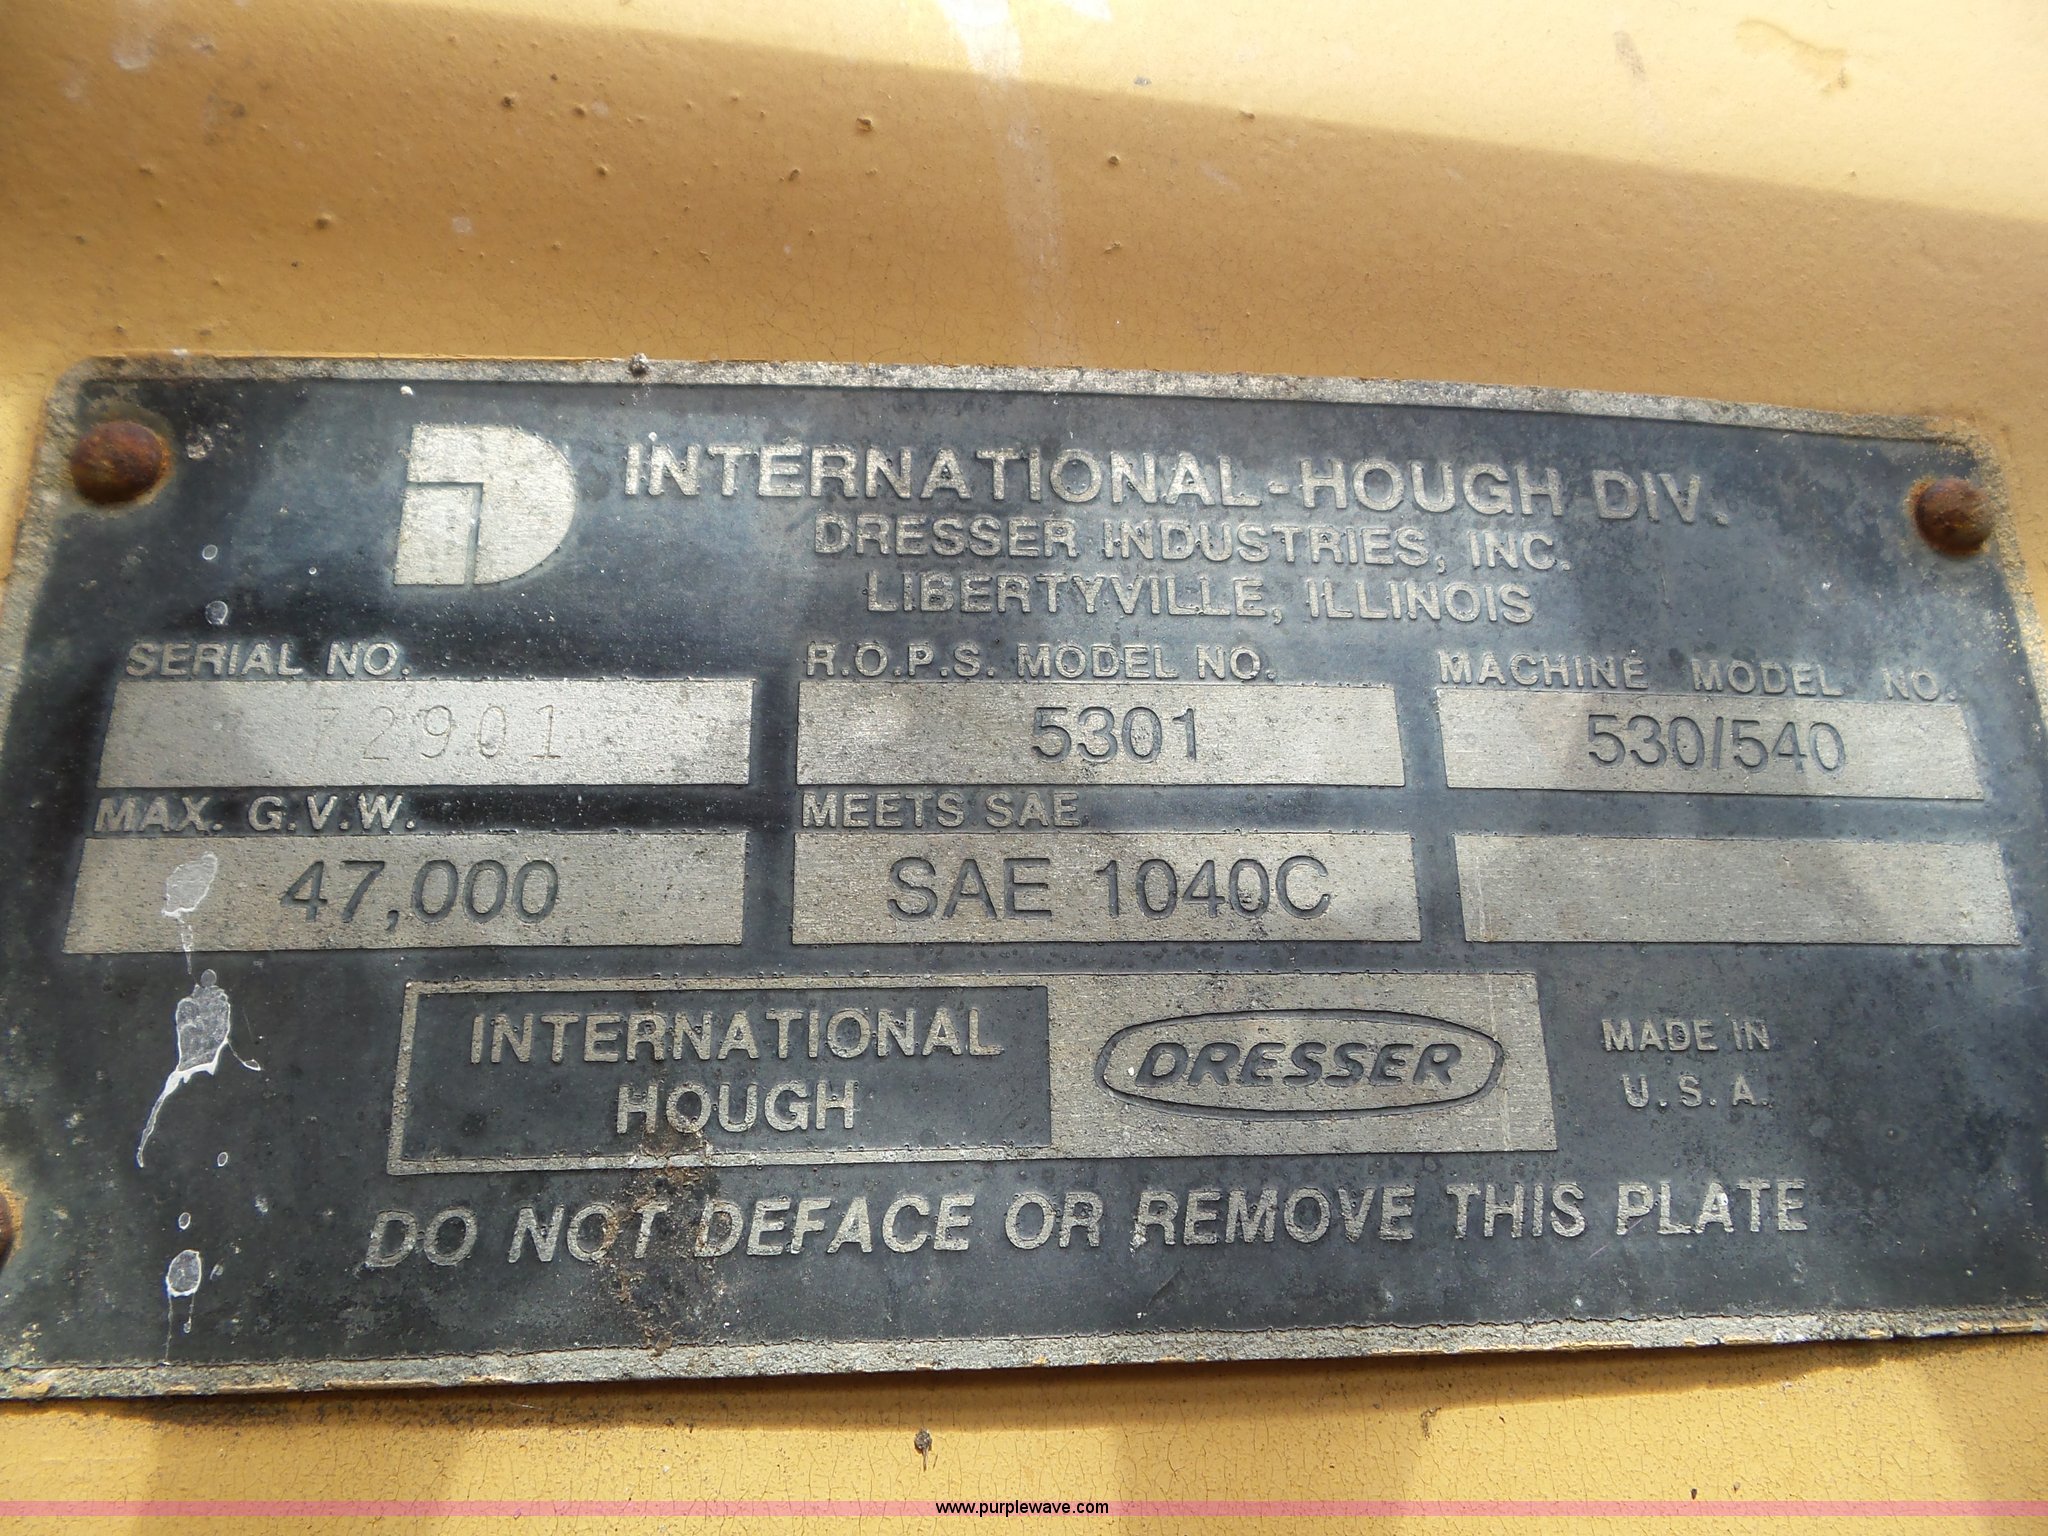 INTERNATIONAL-HOUGH DIV.
DRESSER INDUSTRIES, INC.
LIBERTYVILLE, ILLINOIS
SERIAL NO. R.O.P.S. MODEL NO. MACHINE MODEL NO.
72901 5301 530/540
MAX. G.V.W. MEETS SAE
47,000 SAE 1040C
INTERNATIONAL HOUGH
DRESSER
MADE IN
U.S.A.
DO NOT DEFACE OR REMOVE THIS PLATE
www.purplewave.com